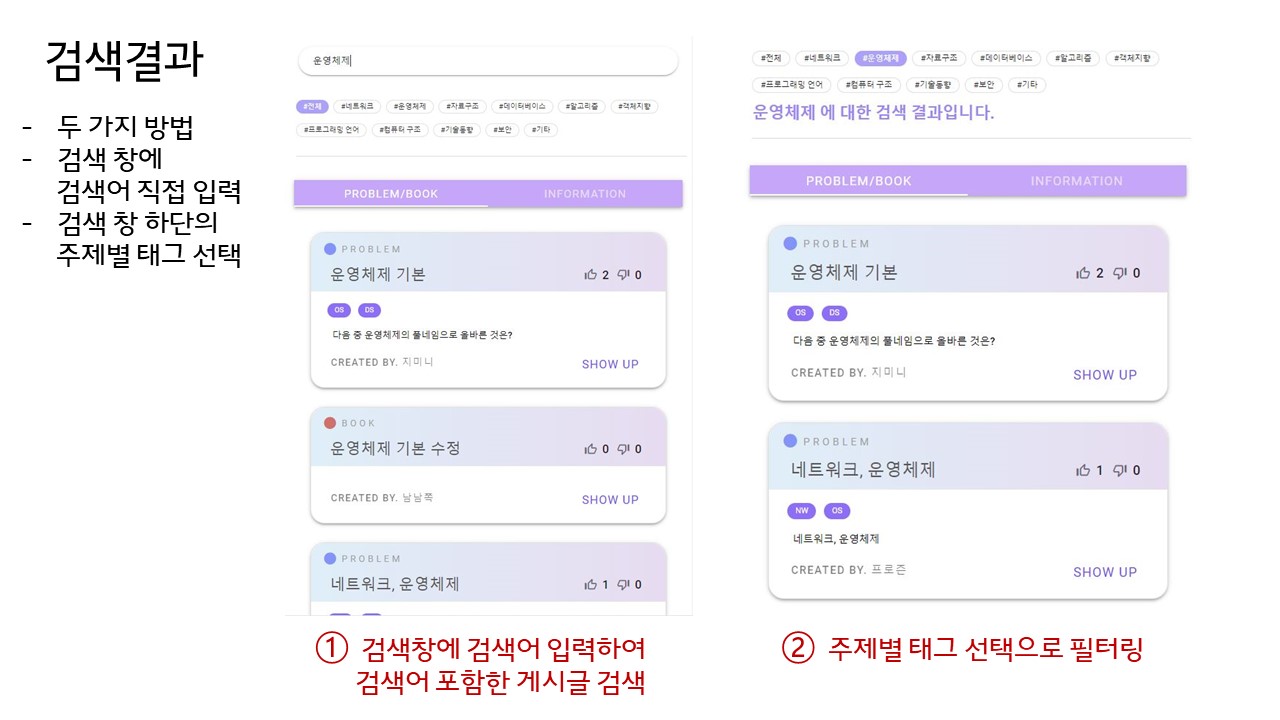 검색결과
- 두 가지 방법
- 검색 창에
검색어 직접 입력
- 검색 창 하단의
주제별 태그 선택
운영체제
#전체 #네트워크 #운영체제 #자료구조 #데이터베이스 #알고리즘 #객체지향
#프로그래밍 언어 #컴퓨터 구조 #기술동향 #보안 #기타
PROBLEM/BOOK INFORMATION
PROBLEM
운영체제 기본 2 0
OS DS
다음 중 운영체제의 풀네임으로 올바른 것은?
CREATED BY. 지미니 SHOW UP
BOOK
운영체제 기본 수정 0 0
CREATED BY. 남남쪽 SHOW UP
PROBLEM
네트워크, 운영체제 1 0
① 검색창에 검색어 입력하여
검색어 포함한 게시글 검색
#전체 #네트워크 #운영체제 #자료구조 #데이터베이스 #알고리즘 #객체지향
#프로그래밍 언어 #컴퓨터 구조 #기술동향 #보안 #기타
운영체제 에 대한 검색 결과입니다.
PROBLEM/BOOK INFORMATION
PROBLEM
운영체제 기본 2 0
OS DS
다음 중 운영체제의 풀네임으로 올바른 것은?
CREATED BY. 지미니 SHOW UP
PROBLEM
네트워크, 운영체제 1 0
NW OS
네트워크, 운영체제
CREATED BY. 프로즌 SHOW UP
② 주제별 태그 선택으로 필터링